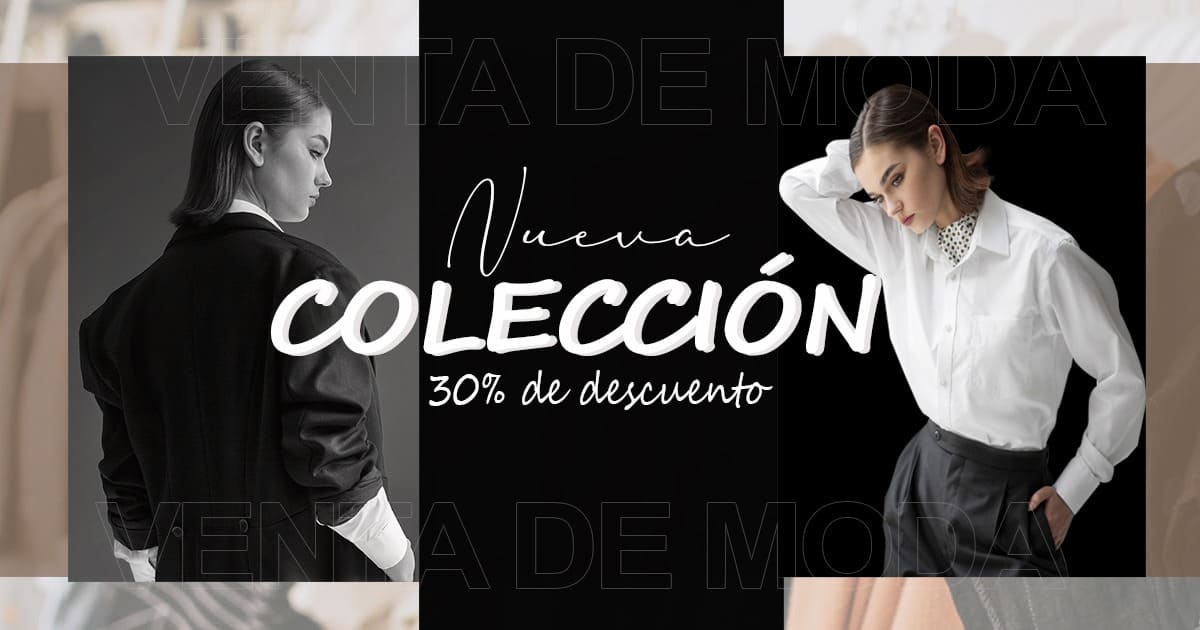 VENTA DE MODA
Nueva
COLECCIÓN
30% de descuento
VENTA DE MODA